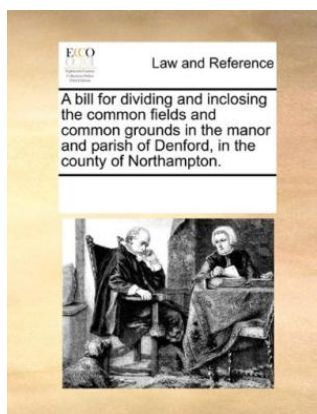 ECCO
Law and Reference
A bill for dividing and inclosing
the common fields and
common grounds in the manor
and parish of Denford, in the
county of Northampton.